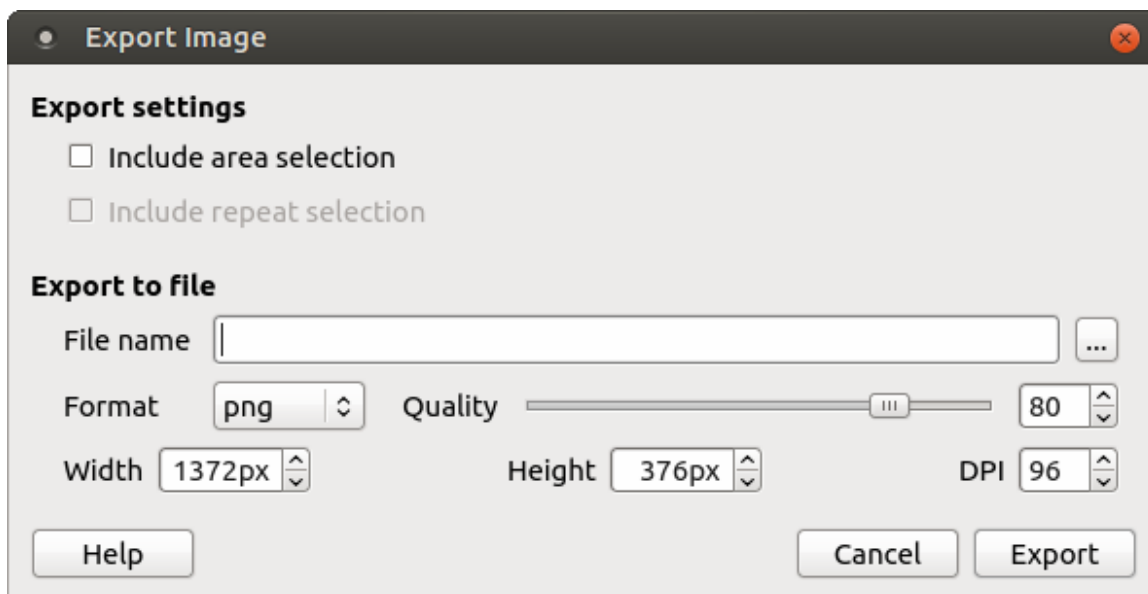 Export Image
Export settings
Include area selection
Include repeat selection
Export to file
File name ...
Format png Quality 80
Width 1372px Height 376px DPI 96
Help Cancel Export